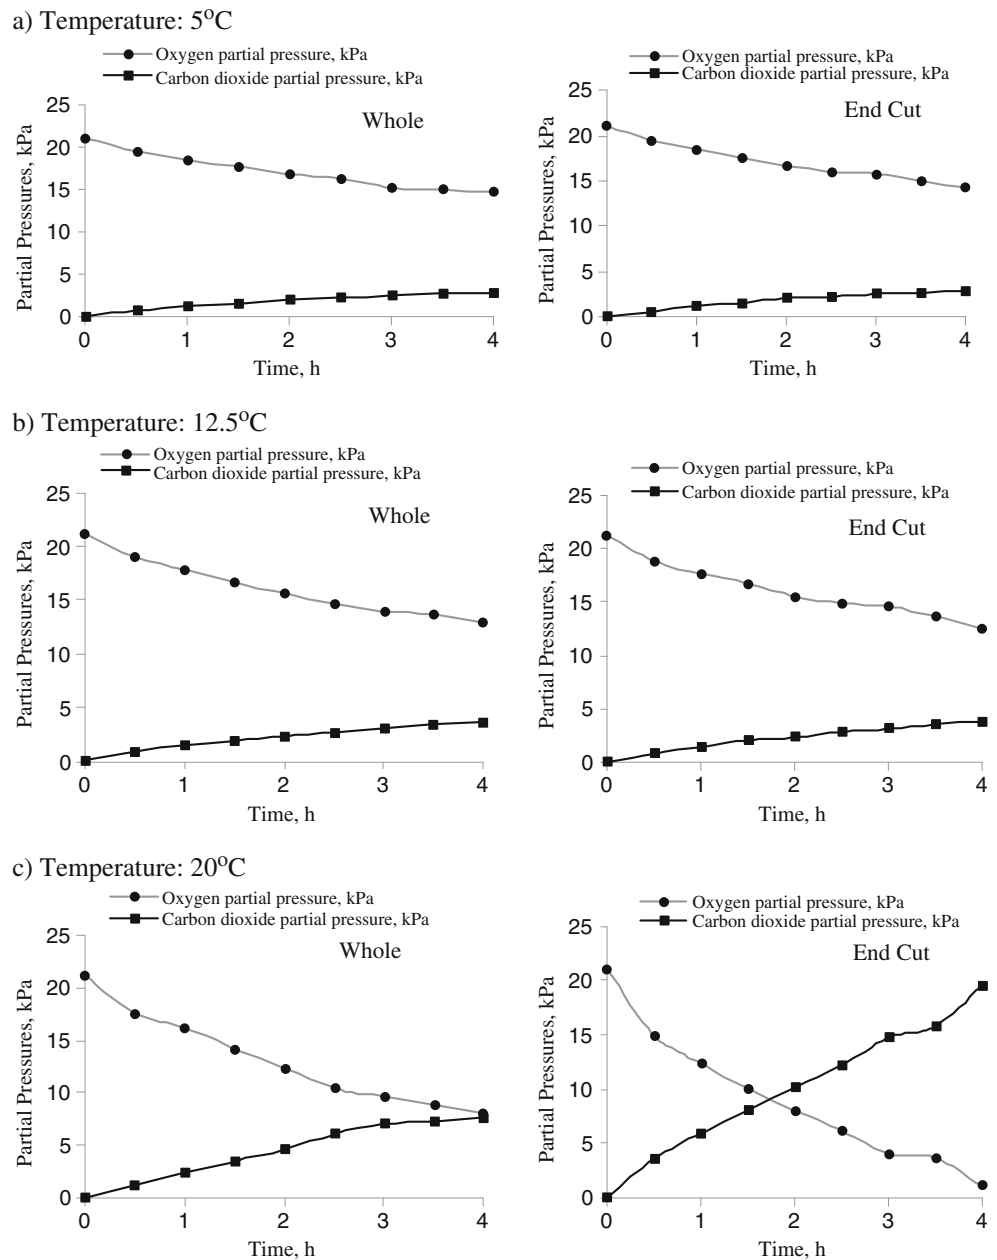 a) Temperature: 5°C
Oxygen partial pressure, kPa
Carbon dioxide partial pressure, kPa
Whole
Partial Pressures, kPa
25
20
15
10
5
0
0 1 2 3 4
Time, h
Oxygen partial pressure, kPa
Carbon dioxide partial pressure, kPa
End Cut
Partial Pressures, kPa
25
20
15
10
5
0
0 1 2 3 4
Time, h
b) Temperature: 12.5°C
Oxygen partial pressure, kPa
Carbon dioxide partial pressure, kPa
Whole
Partial Pressures, kPa
25
20
15
10
5
0
0 1 2 3 4
Time, h
Oxygen partial pressure, kPa
Carbon dioxide partial pressure, kPa
End Cut
Partial Pressures, kPa
25
20
15
10
5
0
0 1 2 3 4
Time, h
c) Temperature: 20°C
Oxygen partial pressure, kPa
Carbon dioxide partial pressure, kPa
Whole
Partial Pressures, kPa
25
20
15
10
5
0
0 1 2 3 4
Time, h
Oxygen partial pressure, kPa
Carbon dioxide partial pressure, kPa
End Cut
Partial Pressures, kPa
25
20
15
10
5
0
0 1 2 3 4
Time, h